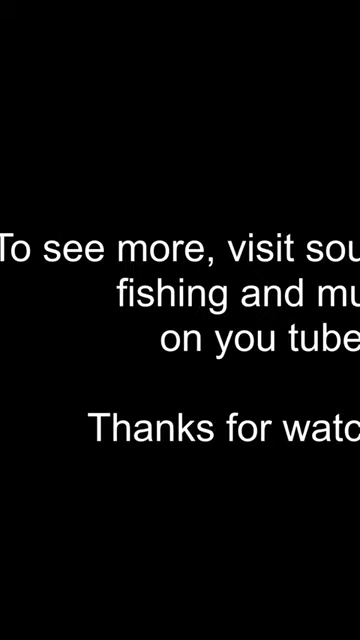 To see more, visit sou
fishing and mu
on you tube
Thanks for watc